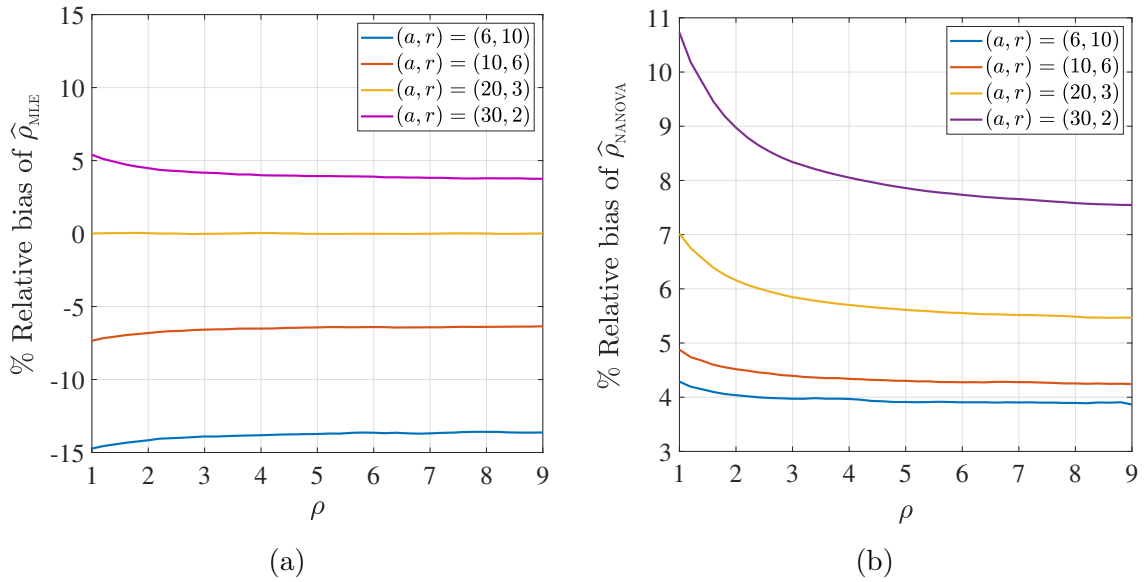 % Relative bias of ρ̂_MLE
15
10
5
0
-5
-10
-15
1 2 3 4 5 6 7 8 9
ρ
(a, r) = (6, 10)
(a, r) = (10, 6)
(a, r) = (20, 3)
(a, r) = (30, 2)
(a)
% Relative bias of ρ̂_NANOVA
11
10
9
8
7
6
5
4
3
1 2 3 4 5 6 7 8 9
ρ
(a, r) = (6, 10)
(a, r) = (10, 6)
(a, r) = (20, 3)
(a, r) = (30, 2)
(b)